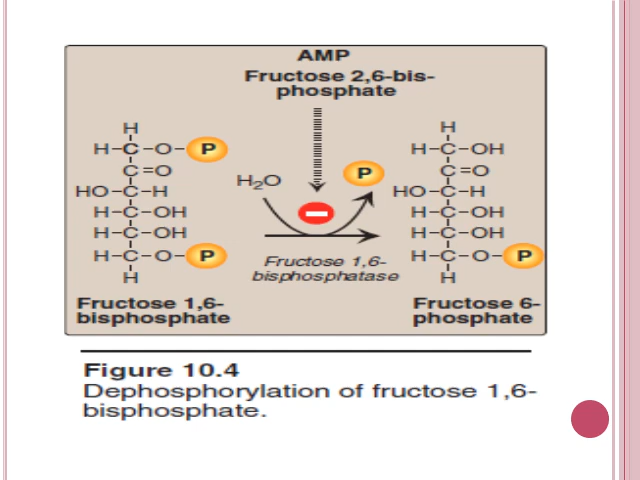 AMP
Fructose 2,6-bis-
phosphate
H
H-C-O-P
C=O
HO-C-H
H-C-OH
H-C-OH
H-C-O-P
H
Fructose 1,6-
bisphosphate
H₂O
P
Fructose 1,6-
bisphosphatase
H
H-C-OH
C=O
HO-C-H
H-C-OH
H-C-OH
H-C-O-P
H
Fructose 6-
phosphate
Figure 10.4
Dephosphorylation of fructose 1,6-
bisphosphate.